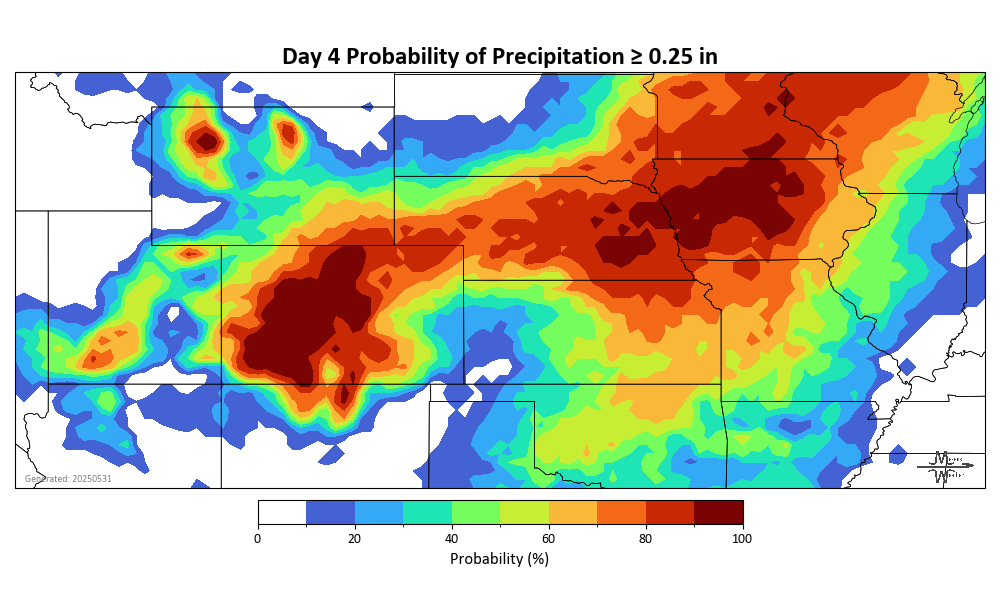 Day 4 Probability of Precipitation ≥ 0.25 in
Generated: 20250531
0 20 40 60 80 100
Probability (%)